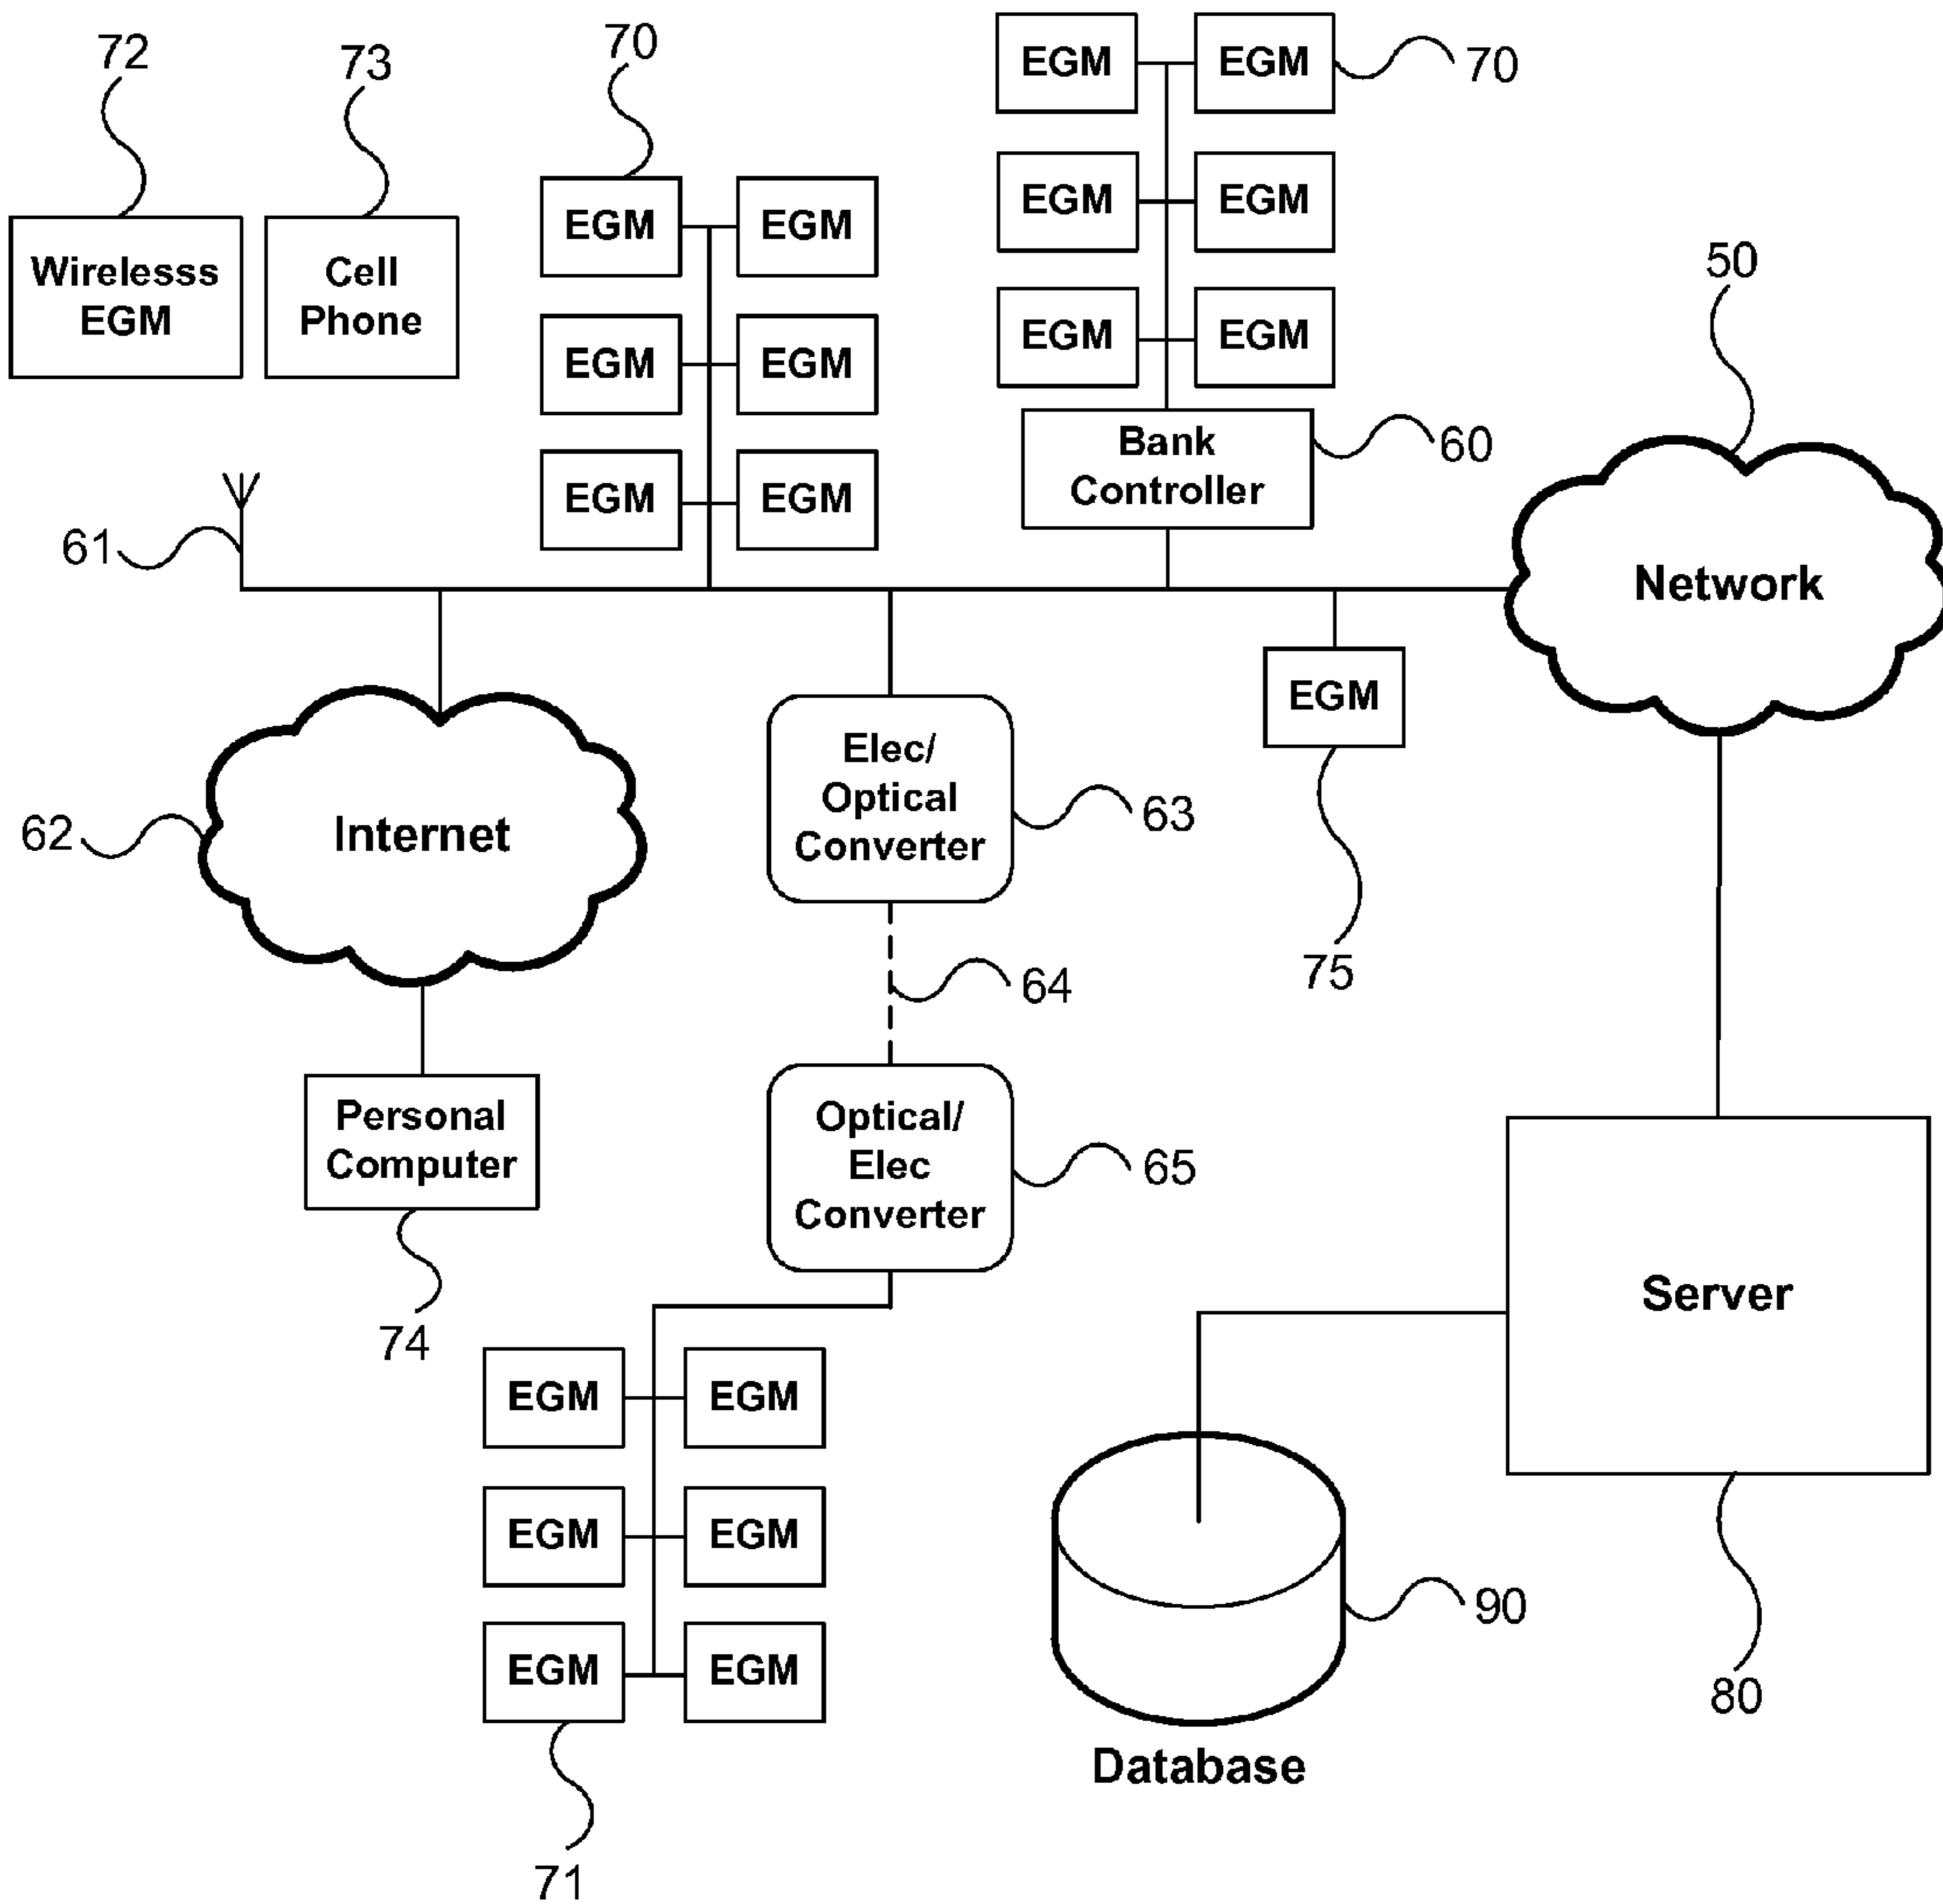 72
73
70
EGM
EGM
70
EGM
EGM
EGM
EGM
Bank
Controller
60
50
Wirelesss
EGM
Cell
Phone
EGM
EGM
EGM
EGM
EGM
EGM
61
Network
62
Internet
Elec/
Optical
Converter
63
EGM
75
64
Personal
Computer
74
Optical/
Elec
Converter
65
Server
80
EGM
EGM
EGM
EGM
EGM
EGM
71
90
Database